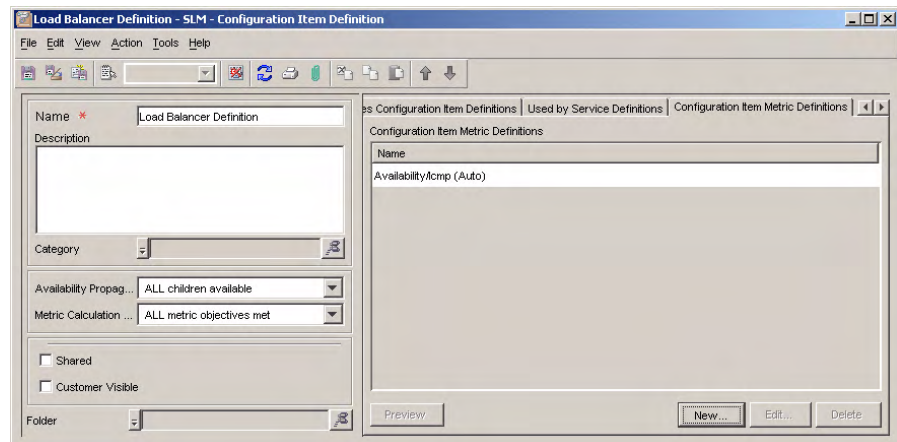 Load Balancer Definition - SLM - Configuration Item Definition
File Edit View Action Tools Help
Name * Load Balancer Definition
Description
Category
Availability Propag... ALL children available
Metric Calculation ... ALL metric objectives met
Shared
Customer Visible
Folder
es Configuration Item Definitions Used by Service Definitions Configuration Item Metric Definitions
Configuration Item Metric Definitions
Name
Availability/Icmp (Auto)
Preview New... Edit... Delete